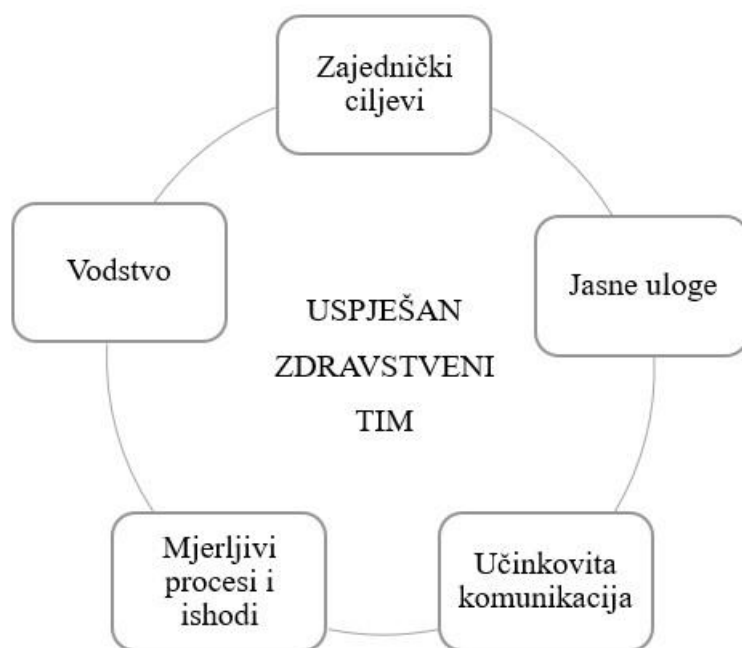 Zajednički
ciljevi
Vodstvo
Jasne uloge
USPJEŠAN
ZDRAVSTVENI
TIM
Mjerljivi
procesi i
ishodi
Učinkovita
komunikacija